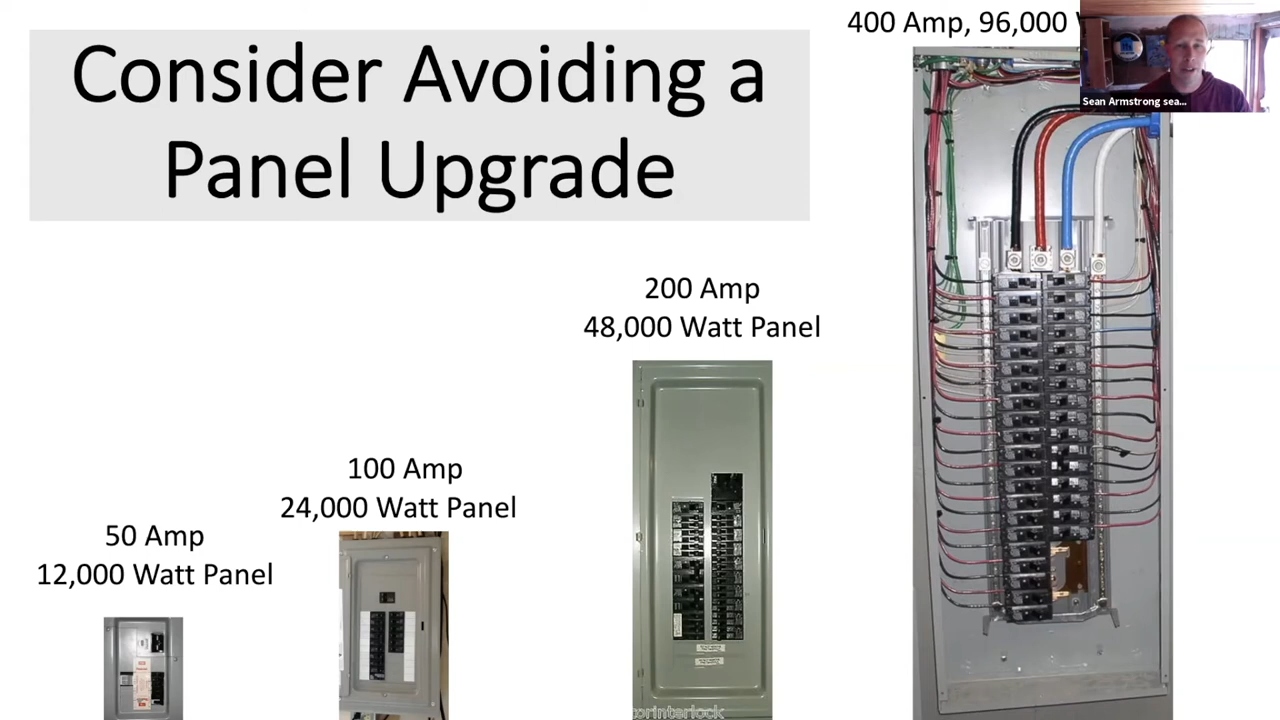 Consider Avoiding a
Panel Upgrade
400 Amp, 96,000
Sean Armstrong sea...
200 Amp
48,000 Watt Panel
100 Amp
24,000 Watt Panel
50 Amp
12,000 Watt Panel